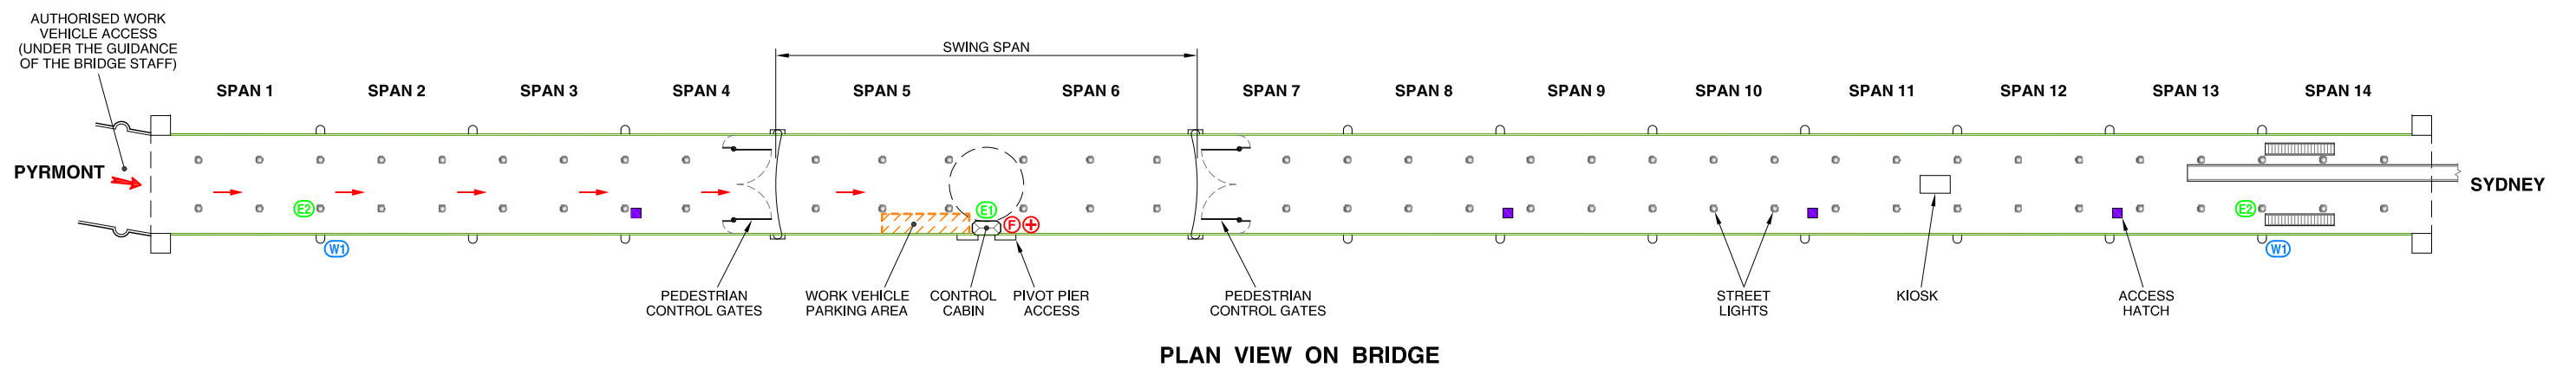 AUTHORISED WORK
VEHICLE ACCESS
(UNDER THE GUIDANCE
OF THE BRIDGE STAFF)
SWING SPAN
SPAN 1
SPAN 2
SPAN 3
SPAN 4
SPAN 5
SPAN 6
SPAN 7
SPAN 8
SPAN 9
SPAN 10
SPAN 11
SPAN 12
SPAN 13
SPAN 14
PYRMONT
SYDNEY
E2
E1
F
E2
W1
W1
PEDESTRIAN
CONTROL GATES
WORK VEHICLE
PARKING AREA
CONTROL
CABIN
PIVOT PIER
ACCESS
PEDESTRIAN
CONTROL GATES
STREET
LIGHTS
KIOSK
ACCESS
HATCH
PLAN VIEW ON BRIDGE